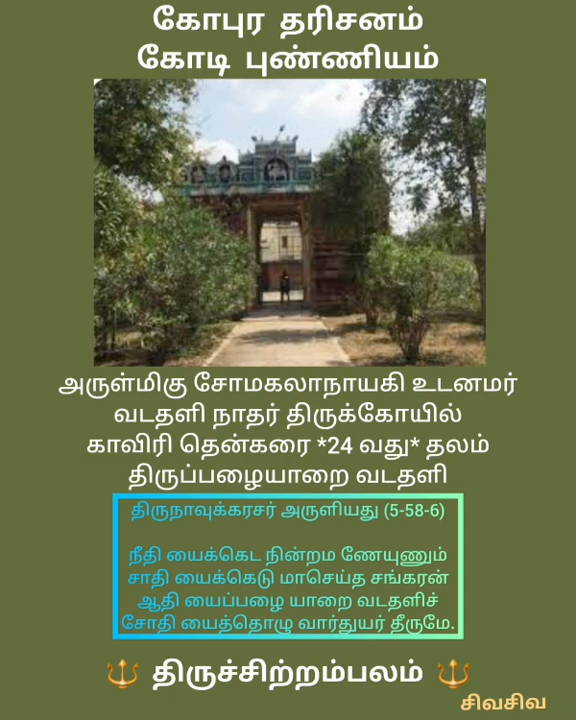 கோபுர தரிசனம்
கோடி புண்ணியம்
அருள்மிகு சோமகலாநாயகி உடனமர்
வடதளி நாதர் திருக்கோயில்
காவிரி தென்கரை *24 வது* தலம்
திருப்பழையாறை வடதளி
திருநாவுக்கரசர் அருளியது (5-58-6)
நீதி யைக்கெட நின்றம ணேயுணும்
சாதி யைக்கெடு மாசெய்த சங்கரன்
ஆதி யைப்பழை யாறை வடதளிச்
சோதி யைத்தொழு வார்துயர் தீருமே.
🔱 திருச்சிற்றம்பலம் 🔱
சிவசிவ